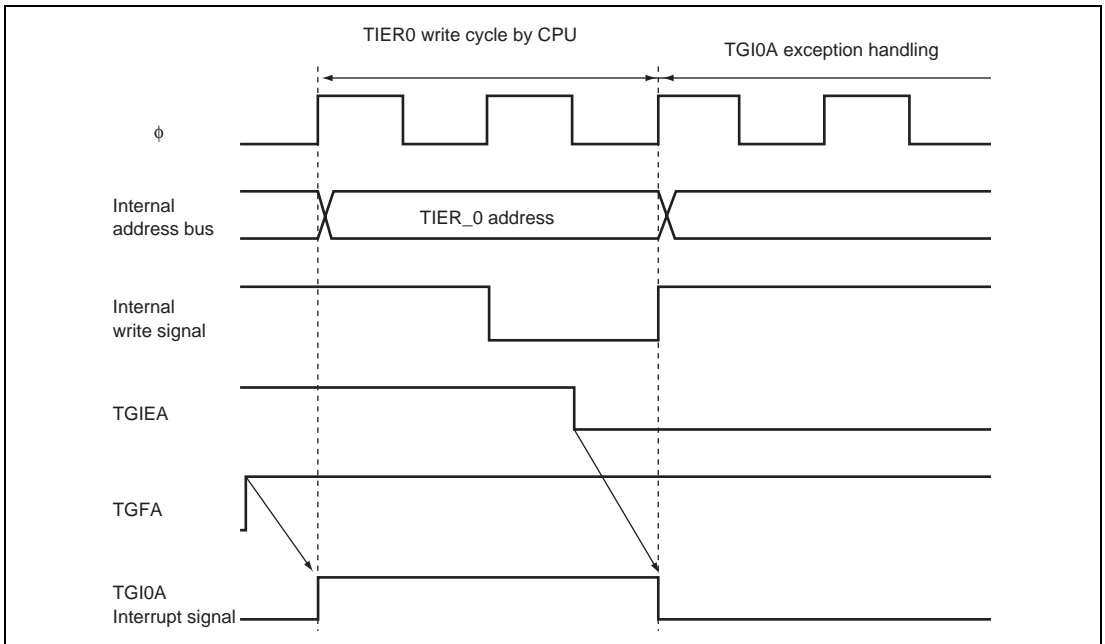 TIER0 write cycle by CPU
TGI0A exception handling
ϕ
Internal
address bus
TIER_0 address
Internal
write signal
TGIEA
TGFA
TGI0A
Interrupt signal